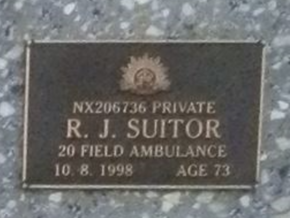 NX206736 PRIVATE
R. J. SUITOR
20 FIELD AMBULANCE
10. 8. 1998 AGE 73